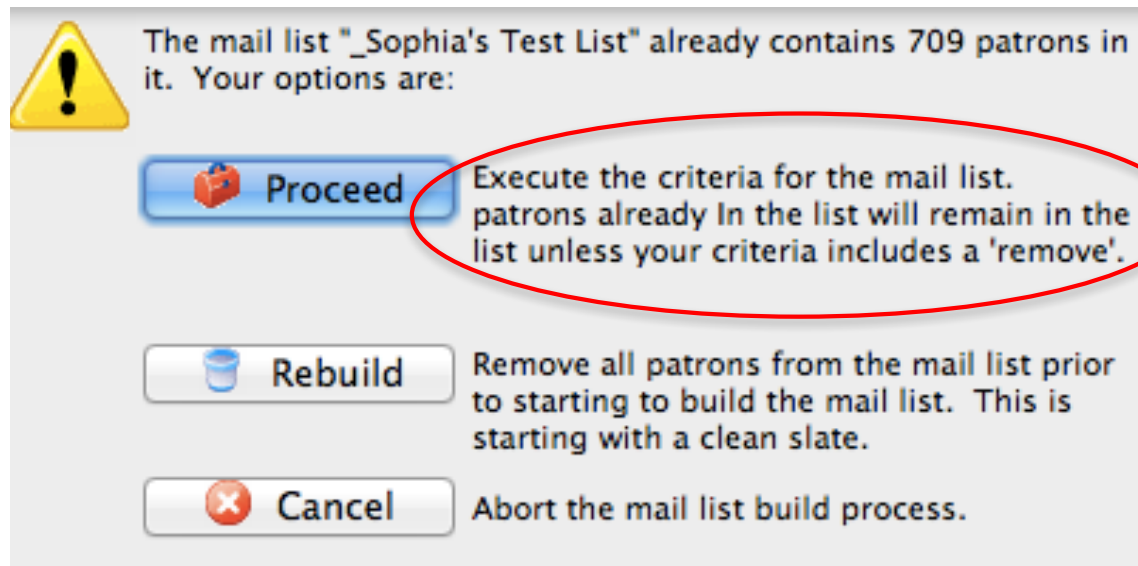 The mail list "_Sophia's Test List" already contains 709 patrons in
it.  Your options are:
Proceed
Execute the criteria for the mail list.
patrons already In the list will remain in the
list unless your criteria includes a 'remove'.
Rebuild
Remove all patrons from the mail list prior
to starting to build the mail list.  This is
starting with a clean slate.
Cancel
Abort the mail list build process.